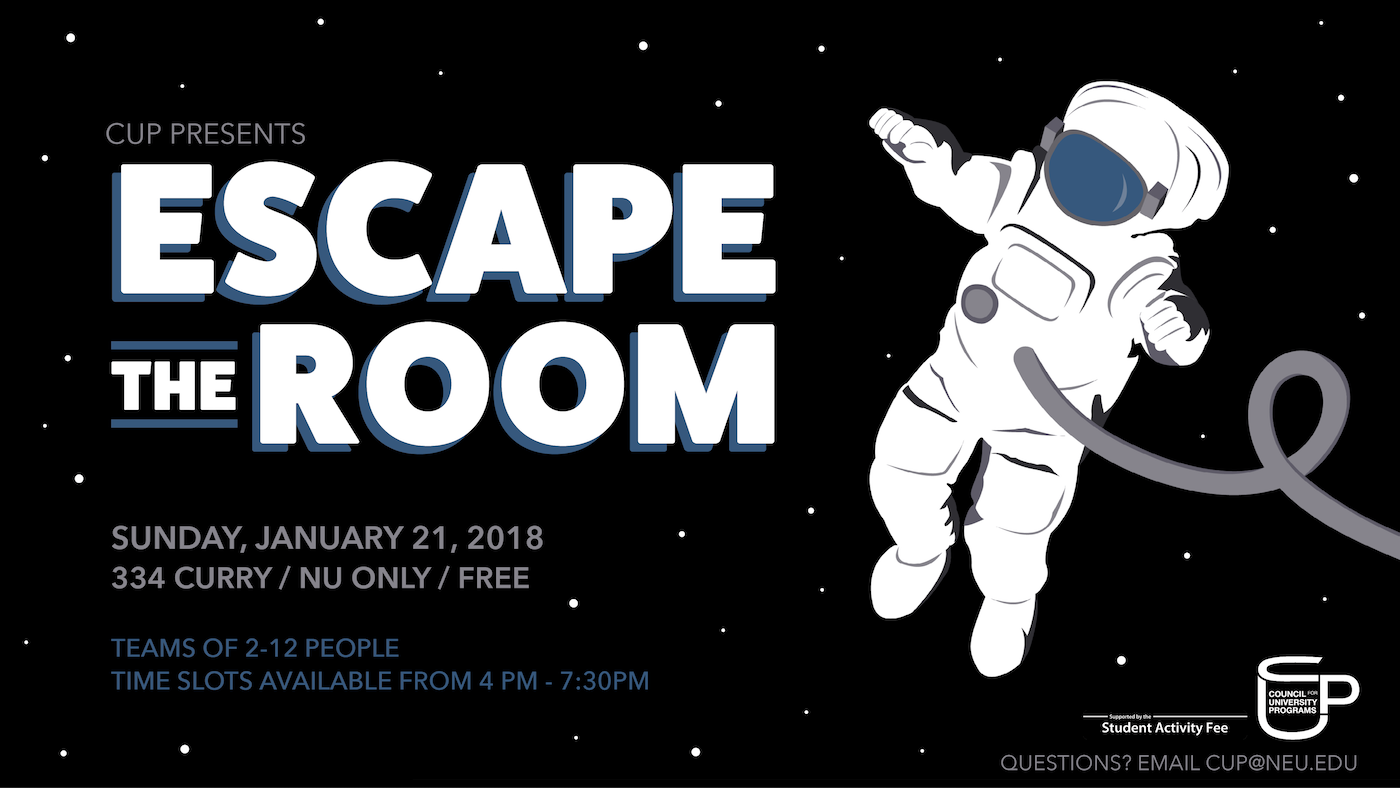 CUP PRESENTS
ESCAPE
THE ROOM
SUNDAY, JANUARY 21, 2018
334 CURRY / NU ONLY / FREE
TEAMS OF 2-12 PEOPLE
TIME SLOTS AVAILABLE FROM 4 PM - 7:30PM
Supported by the
Student Activity Fee
CUP
COUNCIL FOR
UNIVERSITY
PROGRAMS
QUESTIONS? EMAIL CUP@NEU.EDU